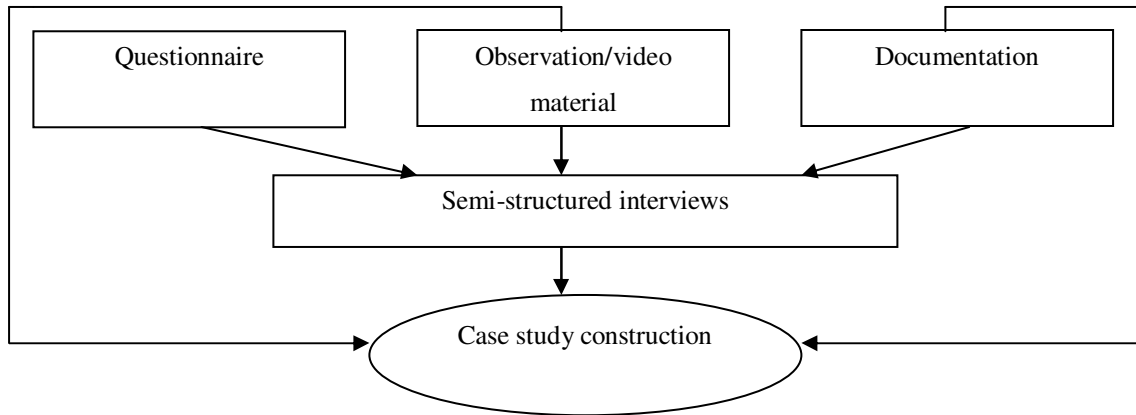 Questionnaire
Observation/video
material
Documentation
Semi-structured interviews
Case study construction